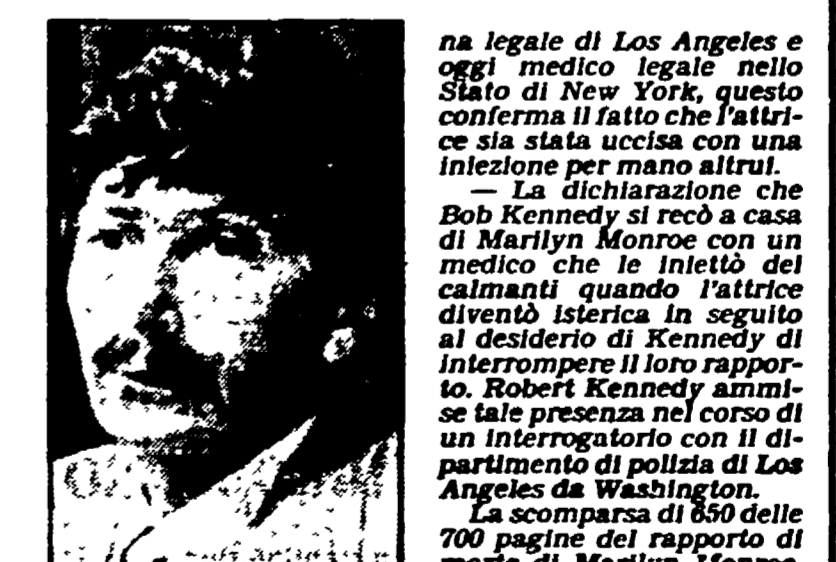 na legale di Los Angeles e
oggi medico legale nello
Stato di New York, questo
conferma il fatto che l'attri-
ce sia stata uccisa con una
iniezione per mano altrui.
— La dichiarazione che
Bob Kennedy si recò a casa
di Marilyn Monroe con un
medico che le iniettò dei
calmanti quando l'attrice
diventò isterica in seguito
al desiderio di Kennedy di
interrompere il loro rappor-
to. Robert Kennedy ammi-
se tale presenza nel corso di
un interrogatorio con il di-
partimento di polizia di Los
Angeles da Washington.
La scomparsa di 650 delle
700 pagine del rapporto di
morte di Marilyn Monroe